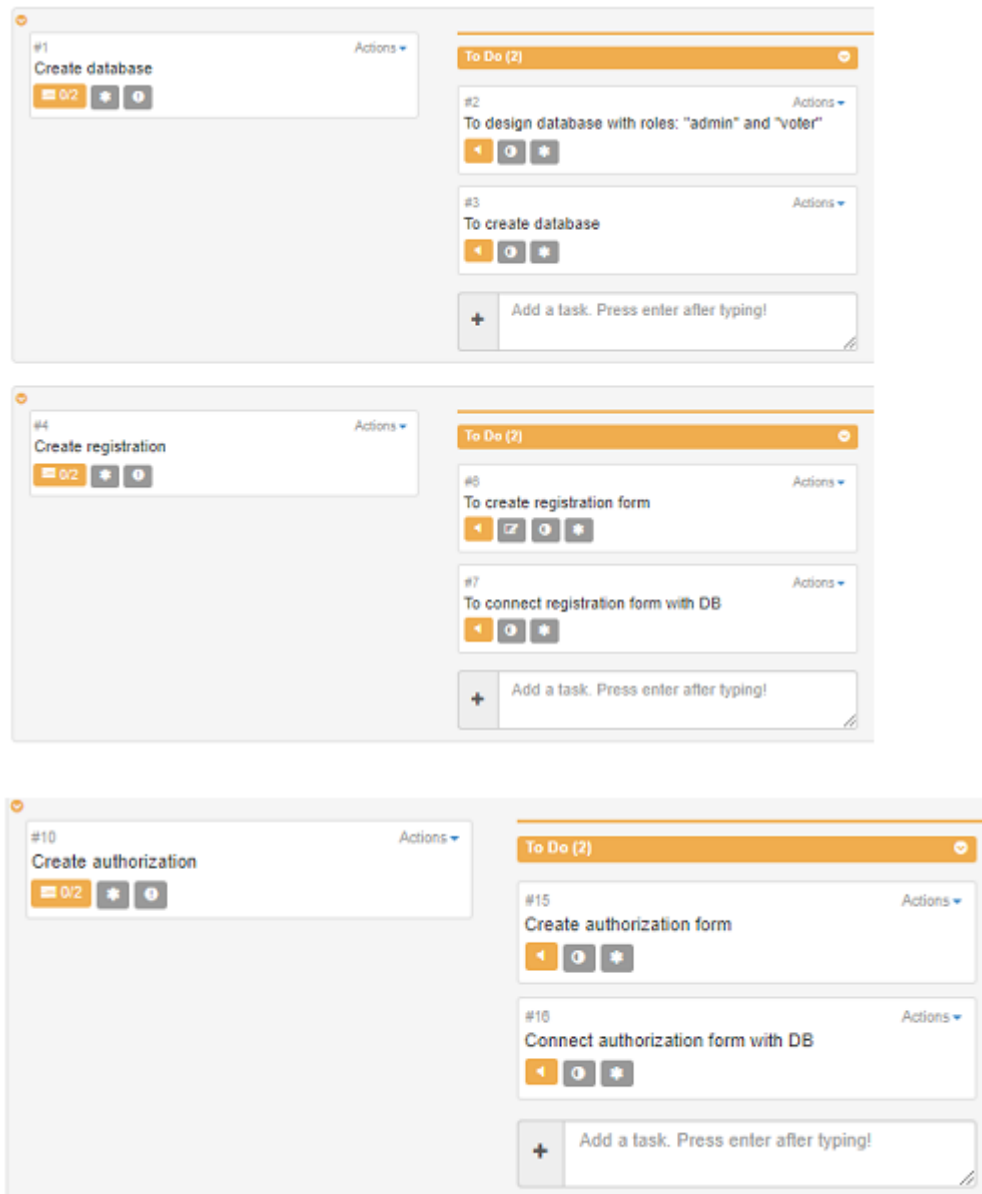 #1 Actions
Create database
0/2
To Do (2)
#2 Actions
To design database with roles: "admin" and "voter"
#3 Actions
To create database
Add a task. Press enter after typing!
#4 Actions
Create registration
0/2
To Do (2)
#6 Actions
To create registration form
#7 Actions
To connect registration form with DB
Add a task. Press enter after typing!
#10 Actions
Create authorization
0/2
To Do (2)
#15 Actions
Create authorization form
#16 Actions
Connect authorization form with DB
Add a task. Press enter after typing!